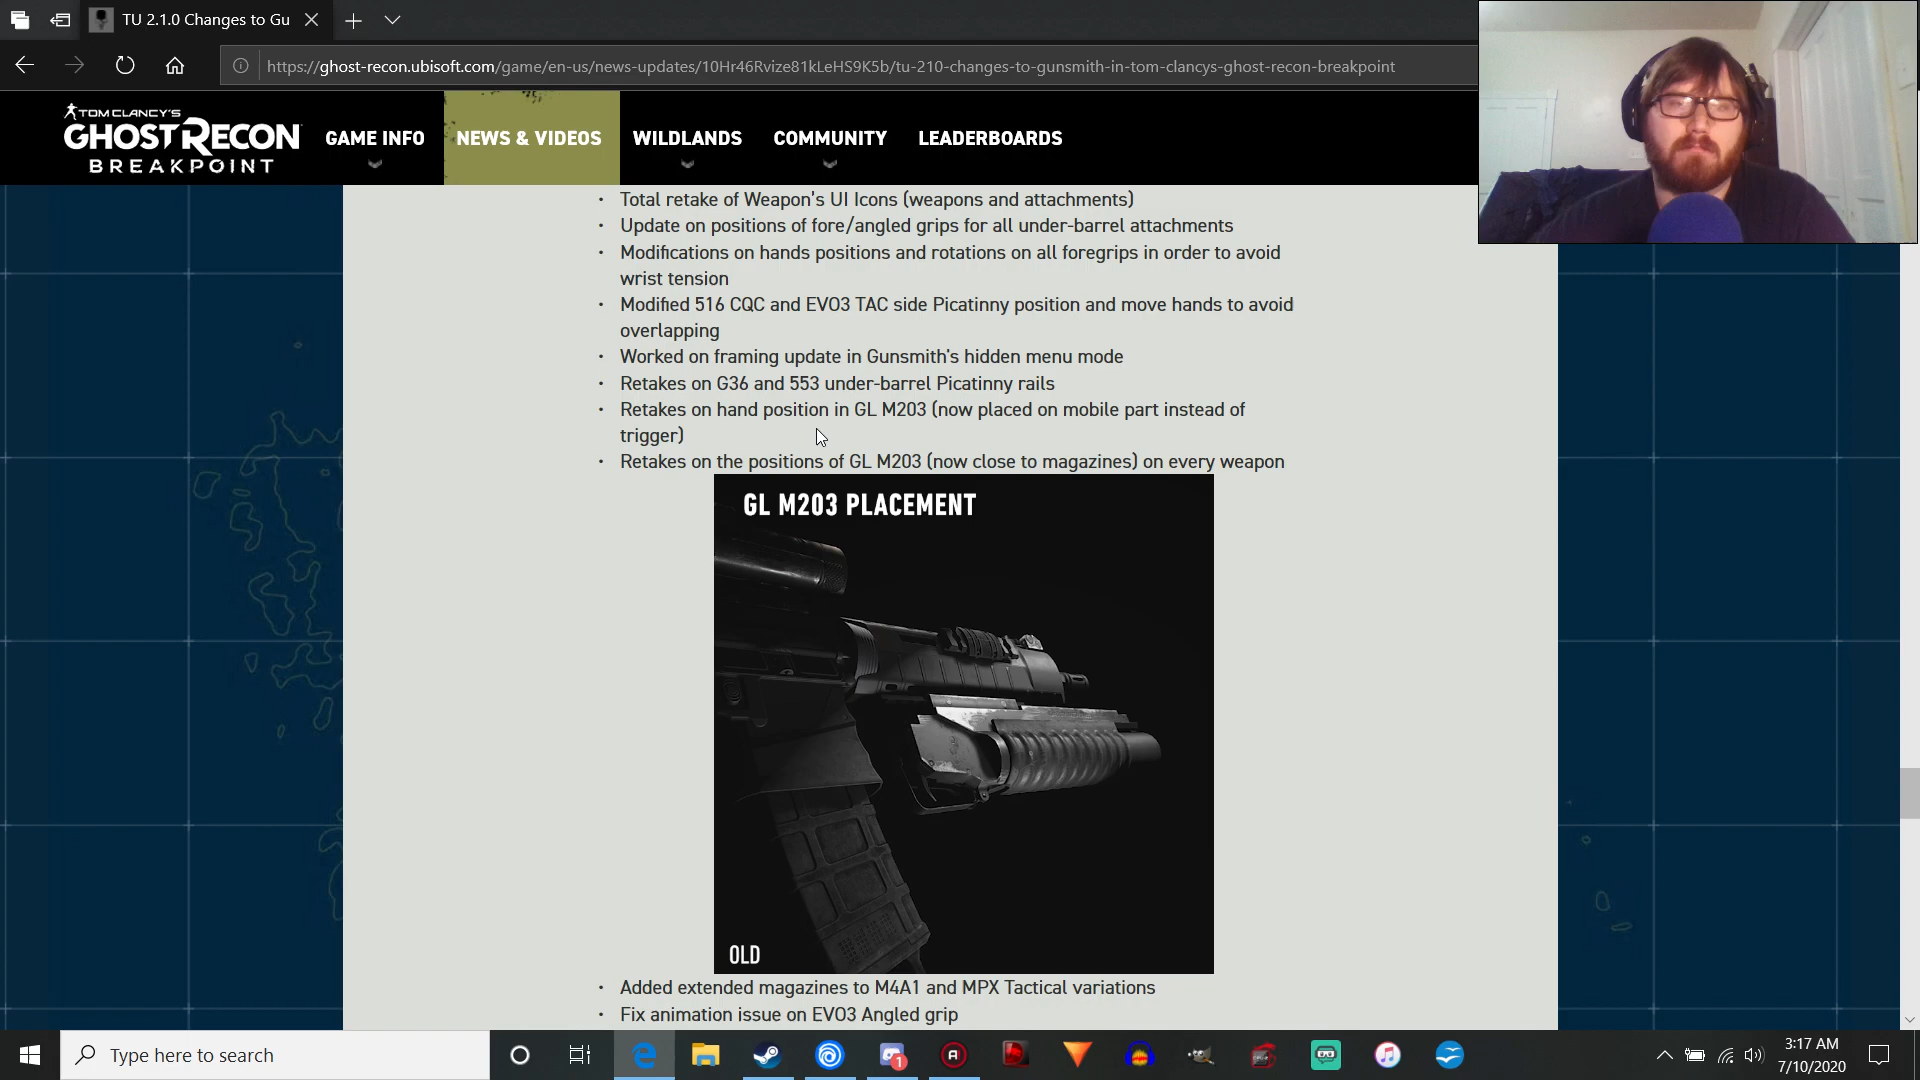 TU 2.1.0 Changes to Gu
https://ghost-recon.ubisoft.com/game/en-us/news-updates/10Hr46Rvize81kLeHS9K5b/tu-210-changes-to-gunsmith-in-tom-clancys-ghost-recon-breakpoint
TOM CLANCY'S
GHOST RECON
BREAKPOINT
GAME INFO
NEWS & VIDEOS
WILDLANDS
COMMUNITY
LEADERBOARDS
• Total retake of Weapon's UI Icons (weapons and attachments)
• Update on positions of fore/angled grips for all under-barrel attachments
• Modifications on hands positions and rotations on all foregrips in order to avoid
wrist tension
• Modified 516 CQC and EVO3 TAC side Picatinny position and move hands to avoid
overlapping
• Worked on framing update in Gunsmith's hidden menu mode
• Retakes on G36 and 553 under-barrel Picatinny rails
• Retakes on hand position in GL M203 (now placed on mobile part instead of
trigger)
• Retakes on the positions of GL M203 (now close to magazines) on every weapon
GL M203 PLACEMENT
OLD
• Added extended magazines to M4A1 and MPX Tactical variations
• Fix animation issue on EVO3 Angled grip
Type here to search
1
3:17 AM
7/10/2020